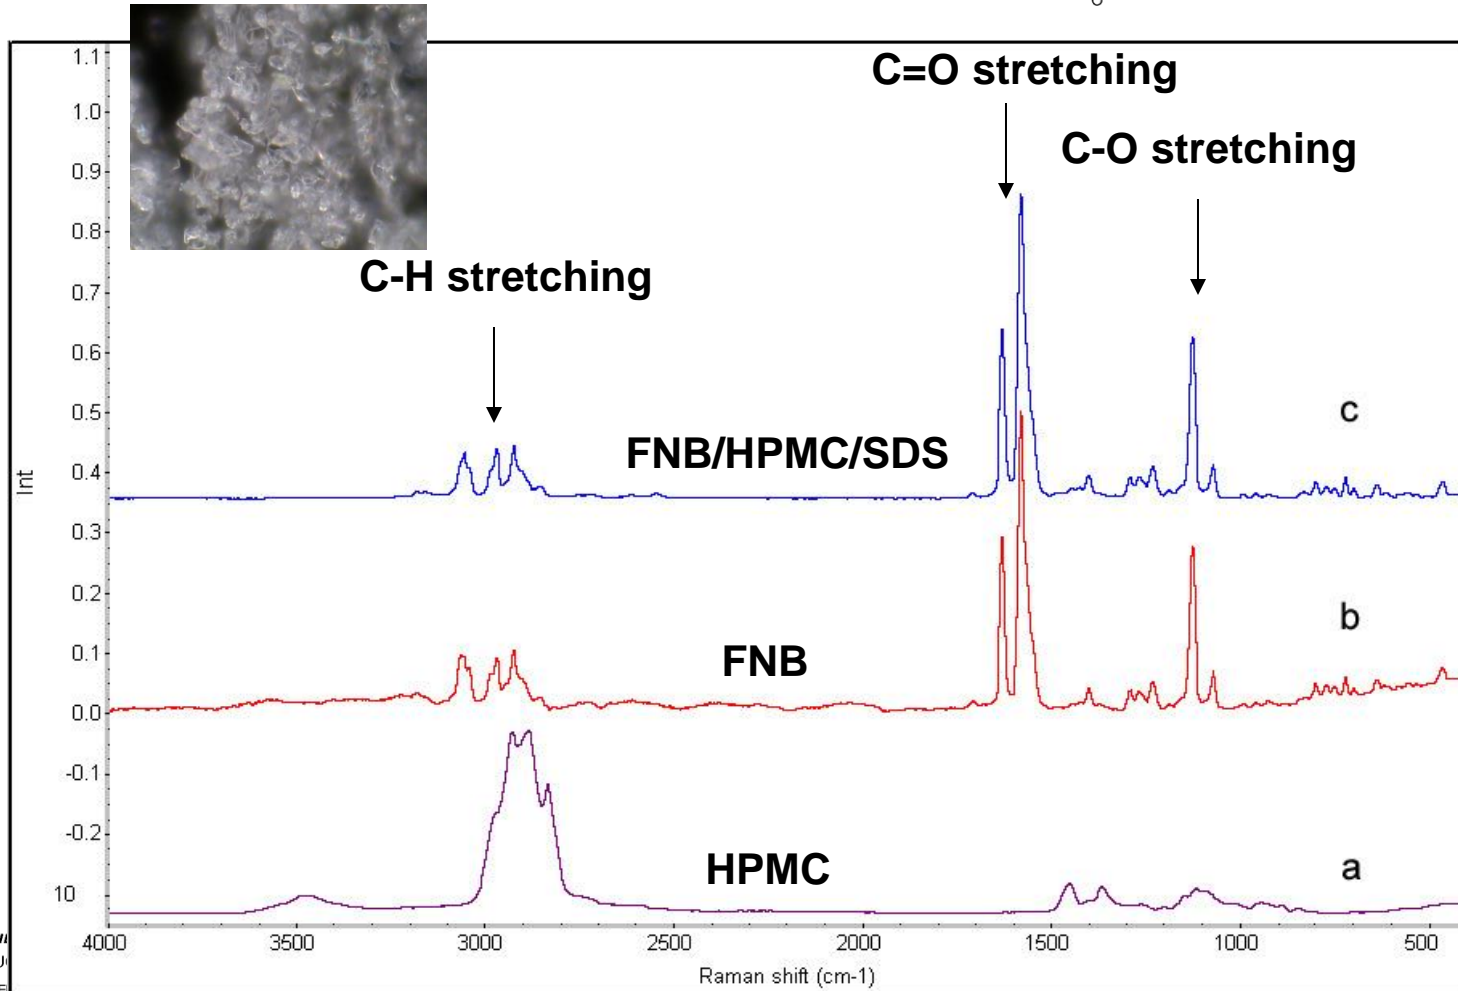 C=O stretching
C-O stretching
C-H stretching
FNB/HPMC/SDS
c
FNB
b
HPMC
a
Int
1.1
1.0
0.9
0.8
0.7
0.6
0.5
0.4
0.3
0.2
0.1
0.0
-0.1
-0.2
10
4000 3500 3000 2500 2000 1500 1000 500
Raman shift (cm-1)